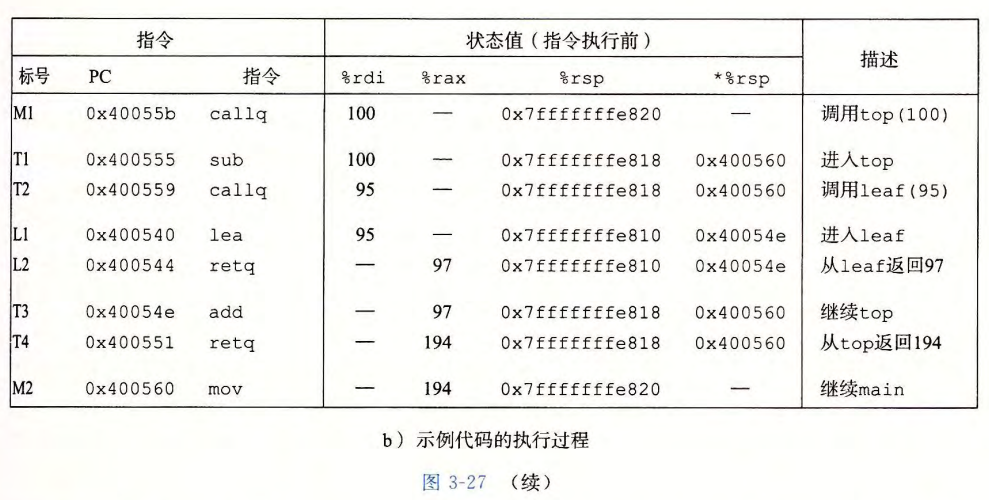 指令 状态值（指令执行前） 描述
标号 PC 指令 %rdi %rax %rsp *%rsp
M1 0x40055b callq 100 — 0x7fffffffe820 — 调用top(100)
T1 0x400555 sub 100 — 0x7fffffffe818 0x400560 进入top
T2 0x400559 callq 95 — 0x7fffffffe818 0x400560 调用leaf(95)
L1 0x400540 lea 95 — 0x7fffffffe810 0x40054e 进入leaf
L2 0x400544 retq — 97 0x7fffffffe810 0x40054e 从leaf返回97
T3 0x40054e add — 97 0x7fffffffe818 0x400560 继续top
T4 0x400551 retq — 194 0x7fffffffe818 0x400560 从top返回194
M2 0x400560 mov — 194 0x7fffffffe820 — 继续main
b）示例代码的执行过程
图 3-27 （续）